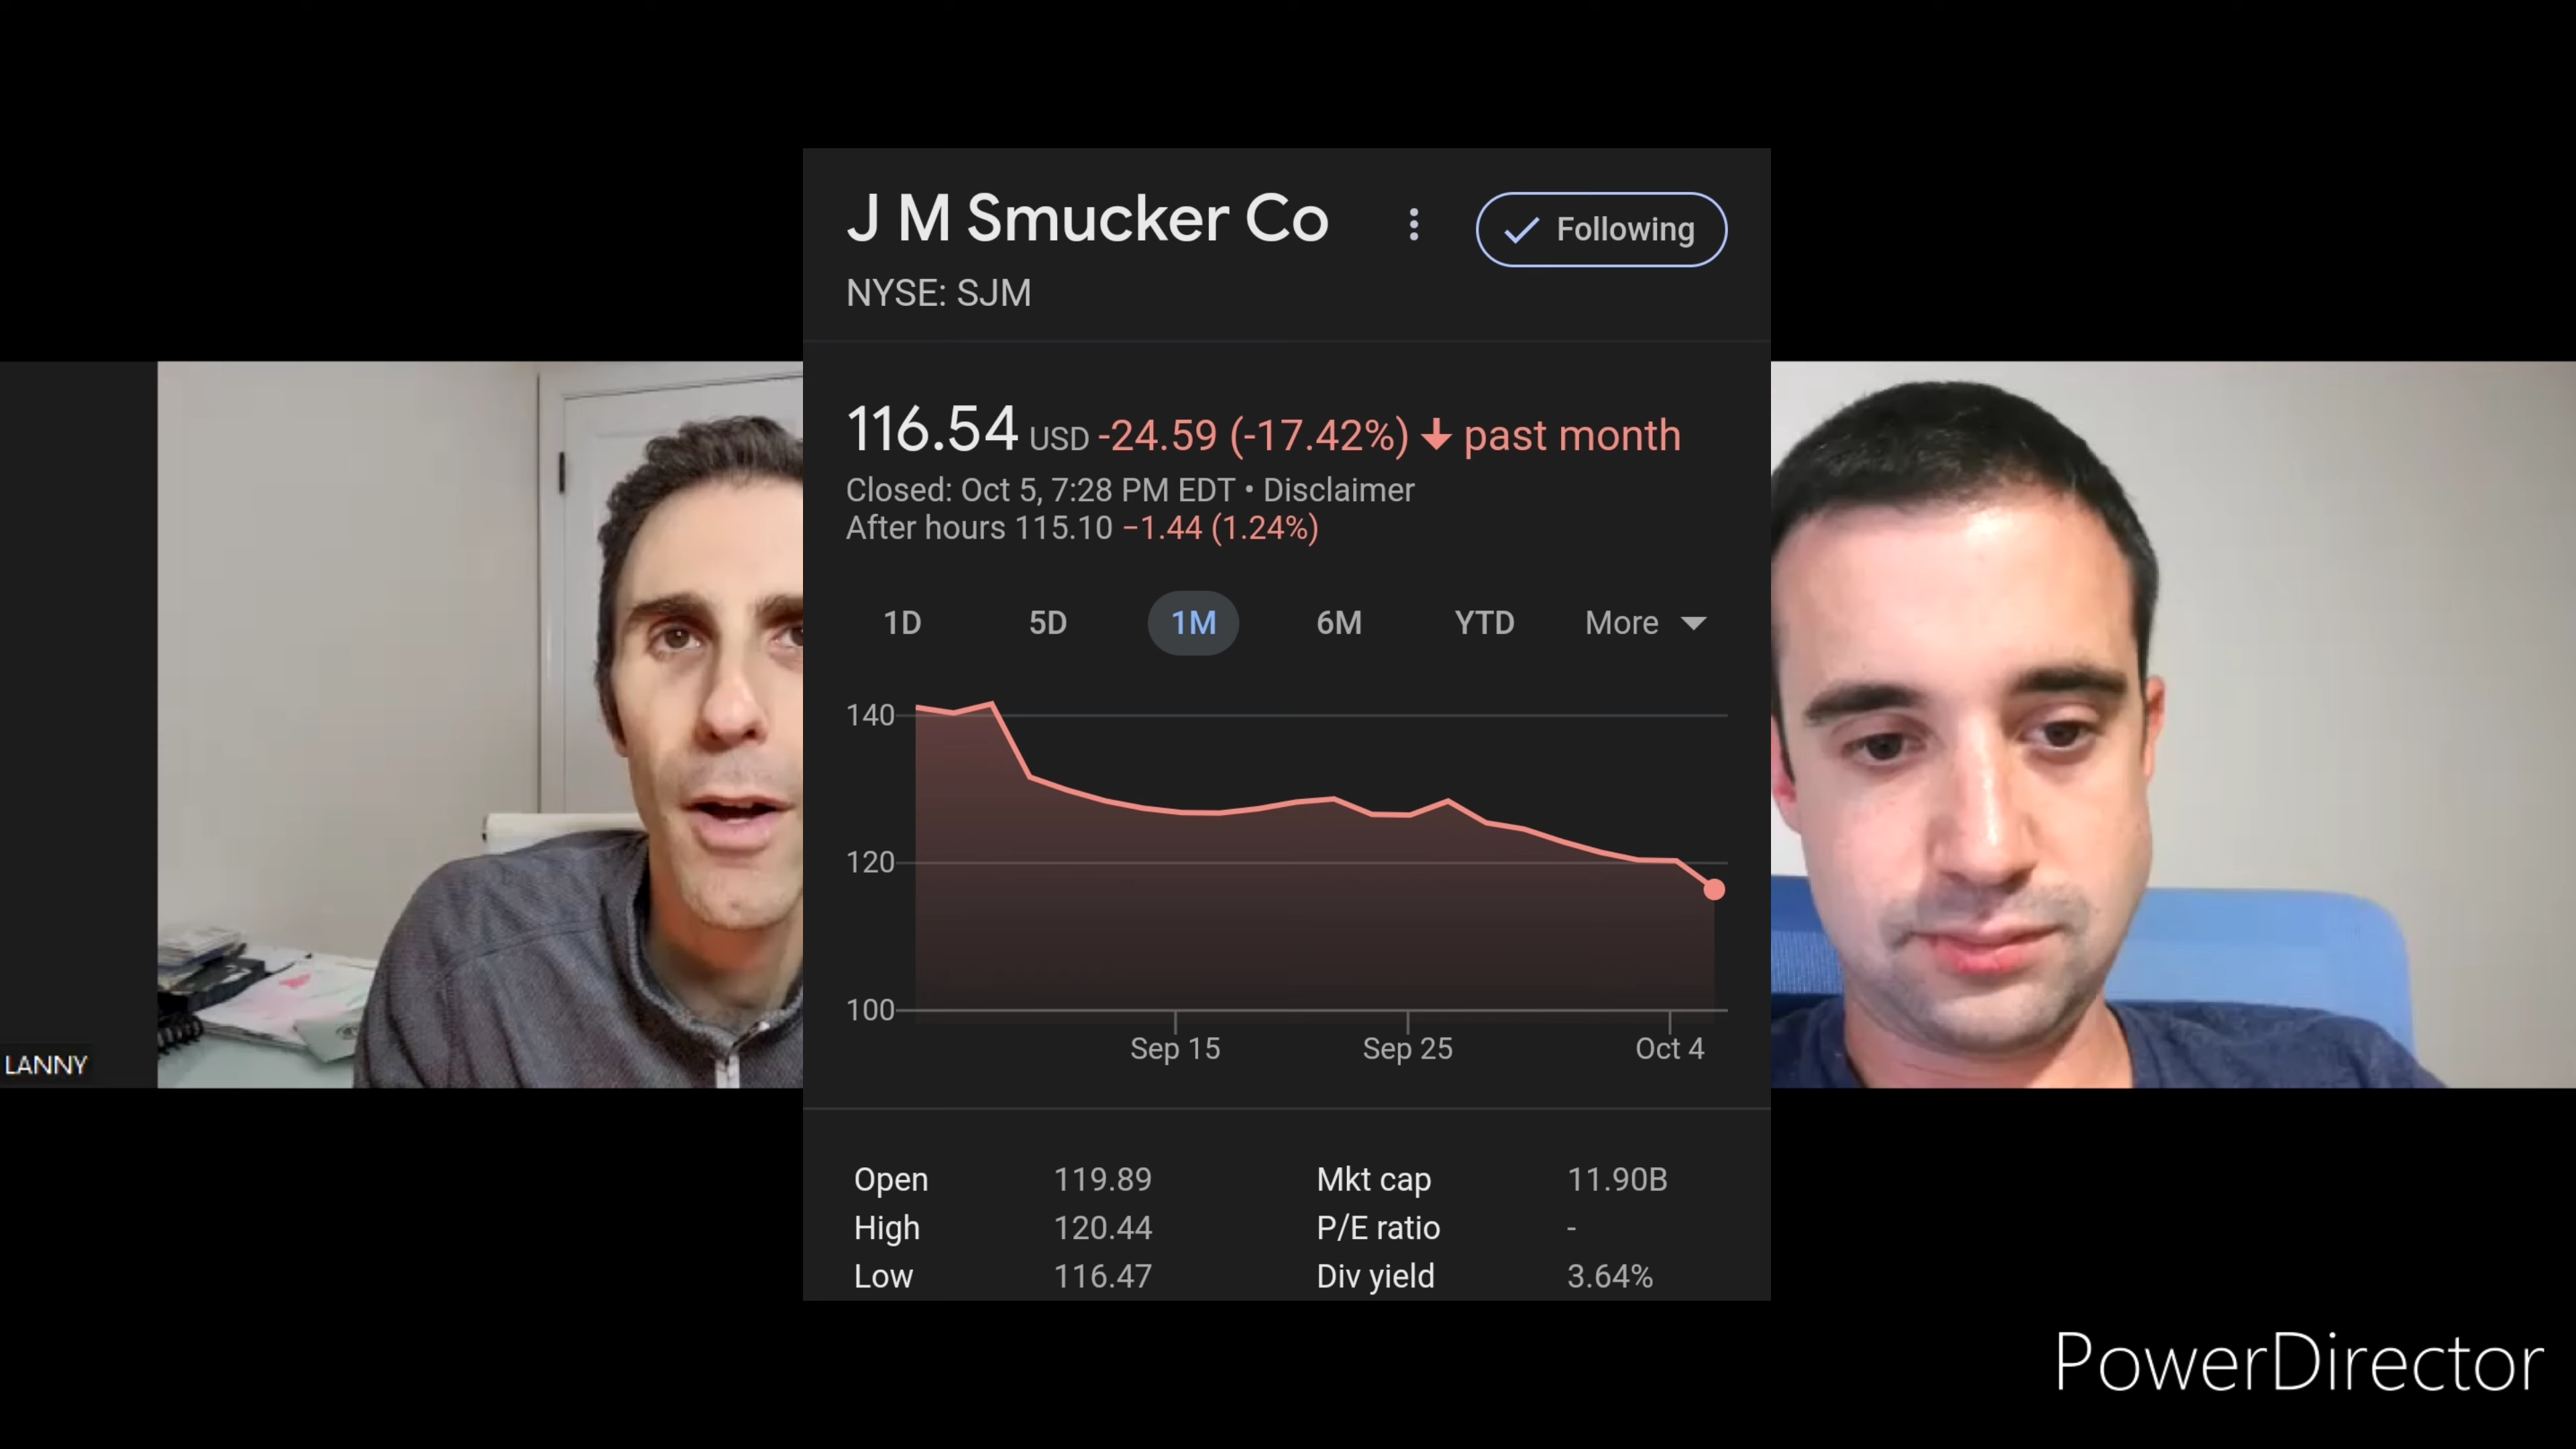 J M Smucker Co
Following
NYSE: SJM
116.54 USD -24.59 (-17.42%) past month
Closed: Oct 5, 7:28 PM EDT • Disclaimer
After hours 115.10 −1.44 (1.24%)
1D 5D 1M 6M YTD More
140
120
100
Sep 15 Sep 25 Oct 4
Open 119.89 Mkt cap 11.90B
High 120.44 P/E ratio -
Low 116.47 Div yield 3.64%
LANNY
PowerDirector